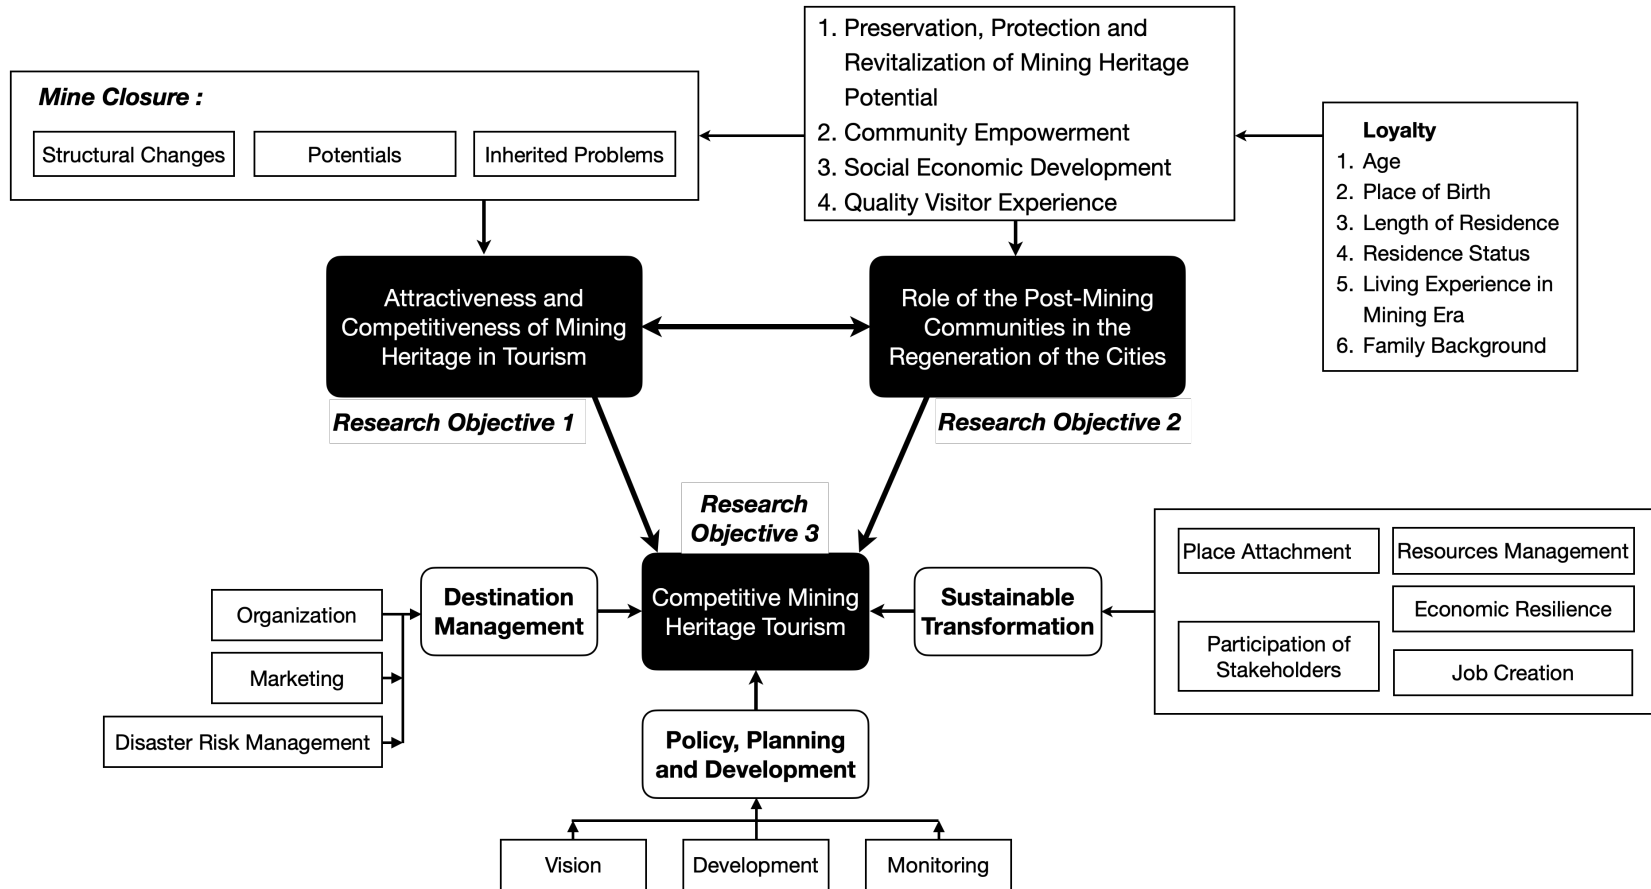 1. Preservation, Protection and
Revitalization of Mining Heritage
Potential
2. Community Empowerment
3. Social Economic Development
4. Quality Visitor Experience
Mine Closure :
Structural Changes
Potentials
Inherited Problems
Loyalty
1. Age
2. Place of Birth
3. Length of Residence
4. Residence Status
5. Living Experience in
Mining Era
6. Family Background
Attractiveness and
Competitiveness of Mining
Heritage in Tourism
Role of the Post-Mining
Communities in the
Regeneration of the Cities
Research Objective 1
Research Objective 2
Research
Objective 3
Competitive Mining
Heritage Tourism
Destination
Management
Organization
Marketing
Disaster Risk Management
Sustainable
Transformation
Place Attachment
Resources Management
Economic Resilience
Participation of
Stakeholders
Job Creation
Policy, Planning
and Development
Vision
Development
Monitoring